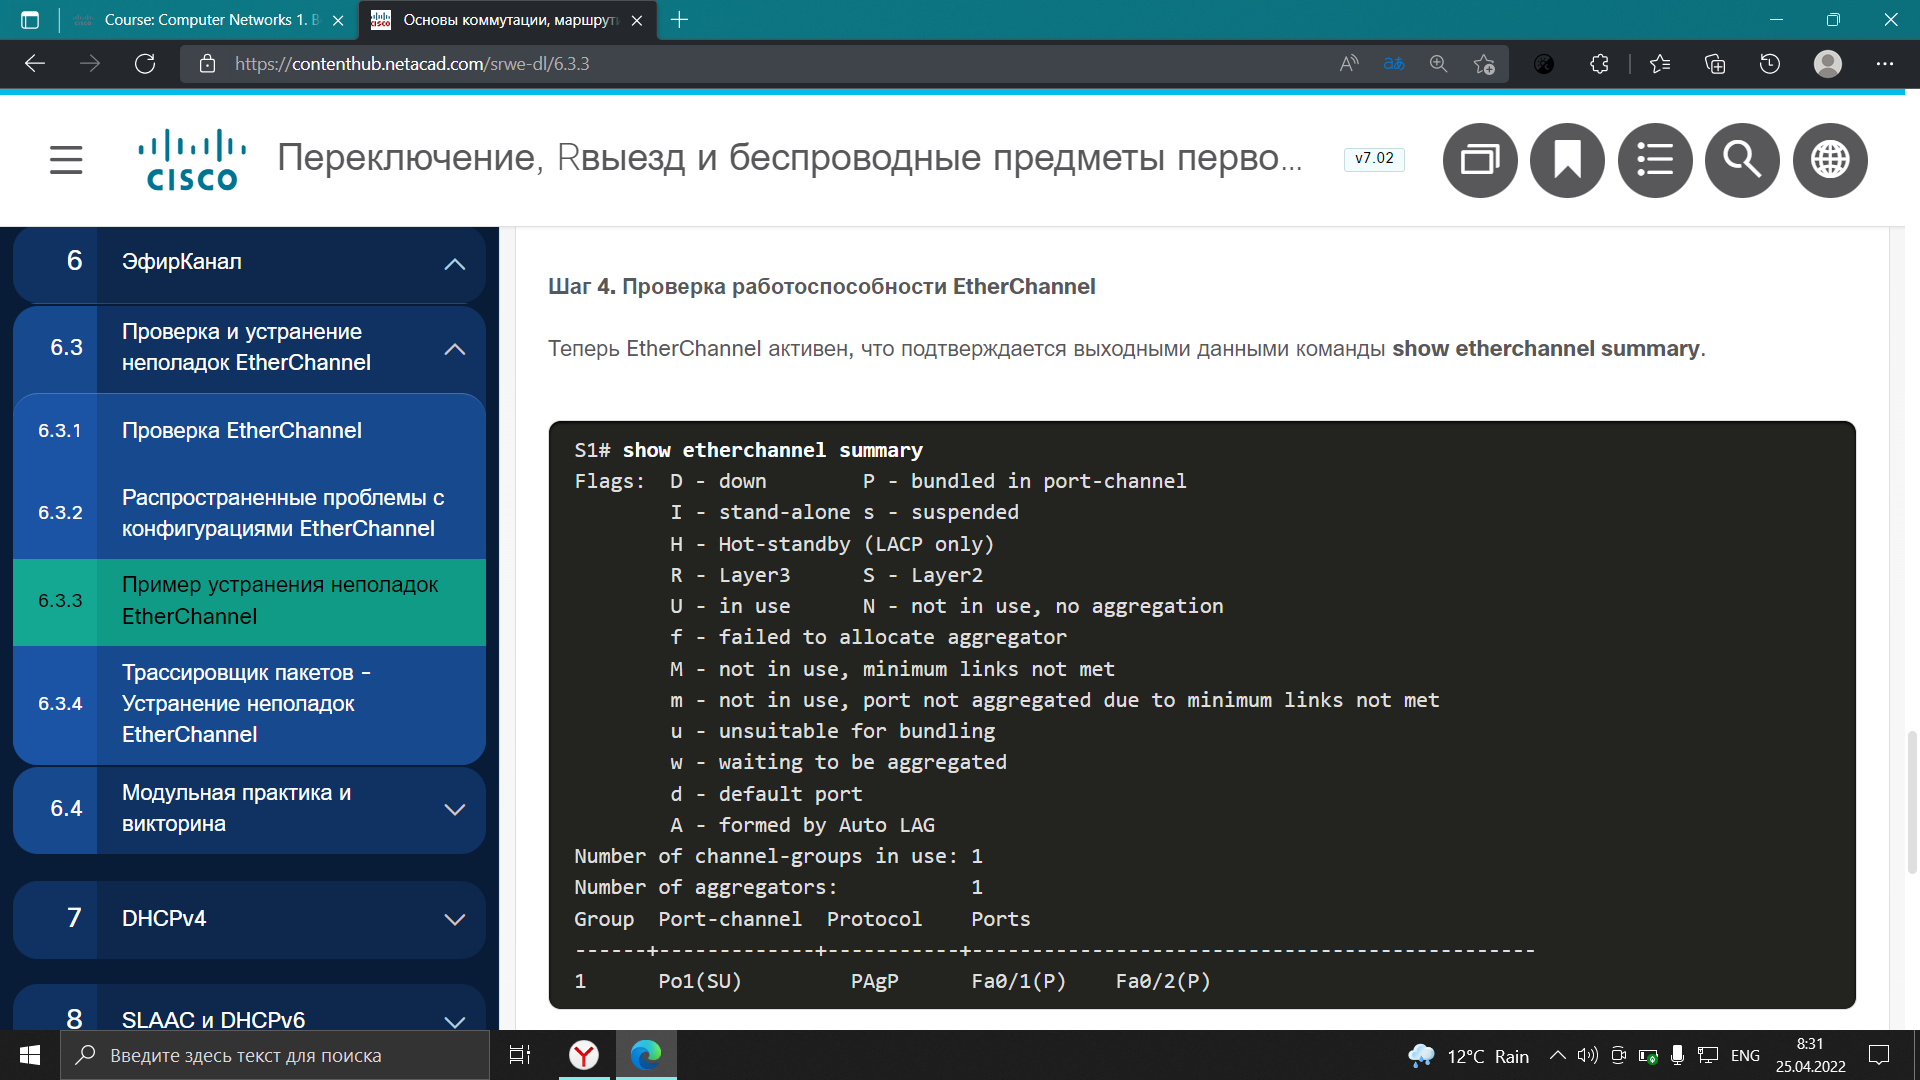 Course: Computer Networks 1. B
Основы коммутации, маршрути
https://contenthub.netacad.com/srwe-dl/6.3.3
CISCO
Переключение, Rвыезд и беспроводные предметы перво...
v7.02
6 ЭфирКанал
6.3 Проверка и устранение
неполадок EtherChannel
6.3.1 Проверка EtherChannel
6.3.2 Распространенные проблемы с
конфигурациями EtherChannel
6.3.3 Пример устранения неполадок
EtherChannel
6.3.4 Трассировщик пакетов -
Устранение неполадок
EtherChannel
6.4 Модульная практика и
викторина
7 DHCPv4
8 SLAAC и DHCPv6
Шаг 4. Проверка работоспособности EtherChannel
Теперь EtherChannel активен, что подтверждается выходными данными команды show etherchannel summary.
S1# show etherchannel summary
Flags:  D - down        P - bundled in port-channel
        I - stand-alone s - suspended
        H - Hot-standby (LACP only)
        R - Layer3      S - Layer2
        U - in use      N - not in use, no aggregation
        f - failed to allocate aggregator
        M - not in use, minimum links not met
        m - not in use, port not aggregated due to minimum links not met
        u - unsuitable for bundling
        w - waiting to be aggregated
        d - default port
        A - formed by Auto LAG
Number of channel-groups in use: 1
Number of aggregators:           1
Group  Port-channel  Protocol    Ports
------+-------------+-----------+-----------------------------------------------
1      Po1(SU)         PAgP      Fa0/1(P)    Fa0/2(P)
Введите здесь текст для поиска
12°C Rain
ENG
8:31
25.04.2022